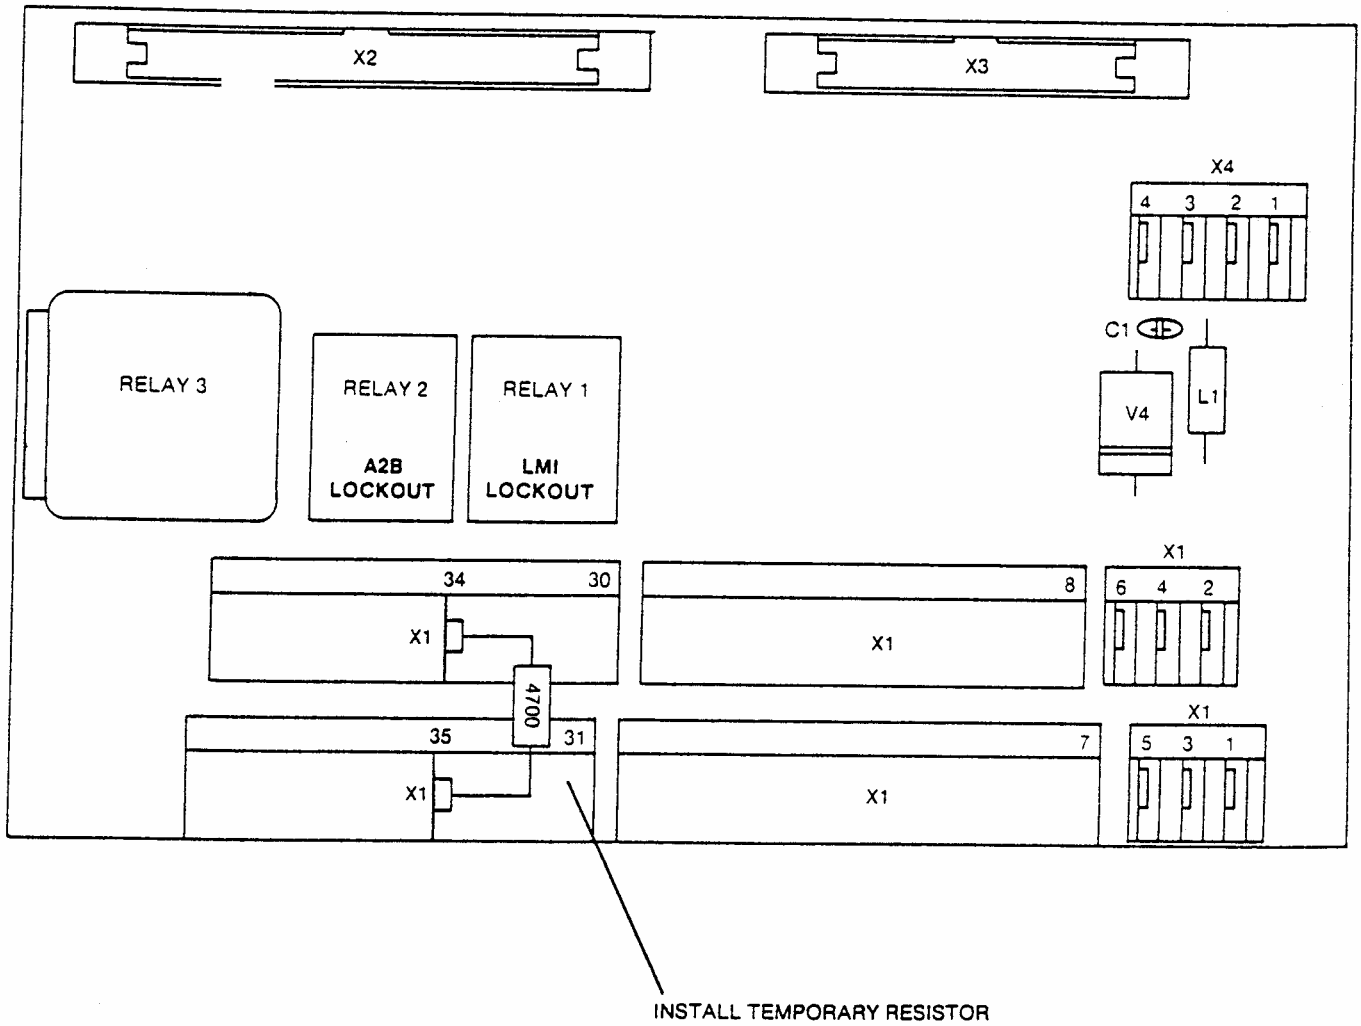 X2
X3
X4
4 3 2 1
C1
RELAY 3
RELAY 2
A2B
LOCKOUT
RELAY 1
LMI
LOCKOUT
V4
L1
34 30
X1
8
X1
X1
6 4 2
4700
35 31
X1
7
X1
X1
5 3 1
INSTALL TEMPORARY RESISTOR